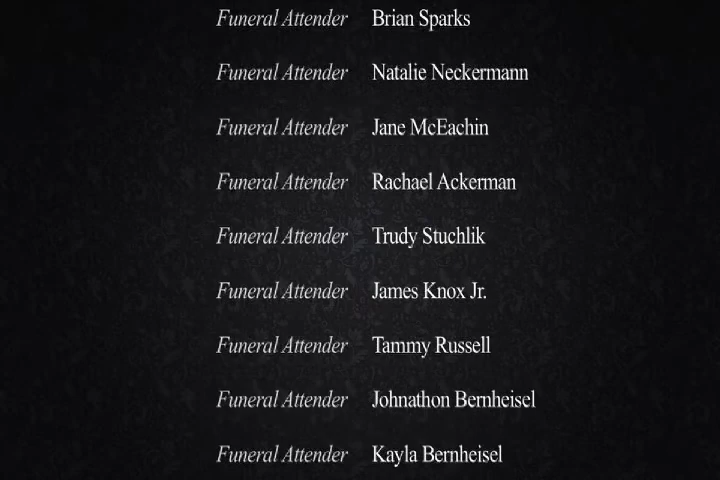 Funeral Attender Brian Sparks
Funeral Attender Natalie Neckermann
Funeral Attender Jane McEachin
Funeral Attender Rachael Ackerman
Funeral Attender Trudy Stuchlik
Funeral Attender James Knox Jr.
Funeral Attender Tammy Russell
Funeral Attender Johnathon Bernheisel
Funeral Attender Kayla Bernheisel